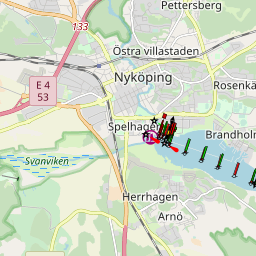 Pettersberg
133
Östra villastaden
Nyköping
Rosenkä
E 4
53
Spelhagen
Brandholm
Svanviken
Herrhagen
Arnö